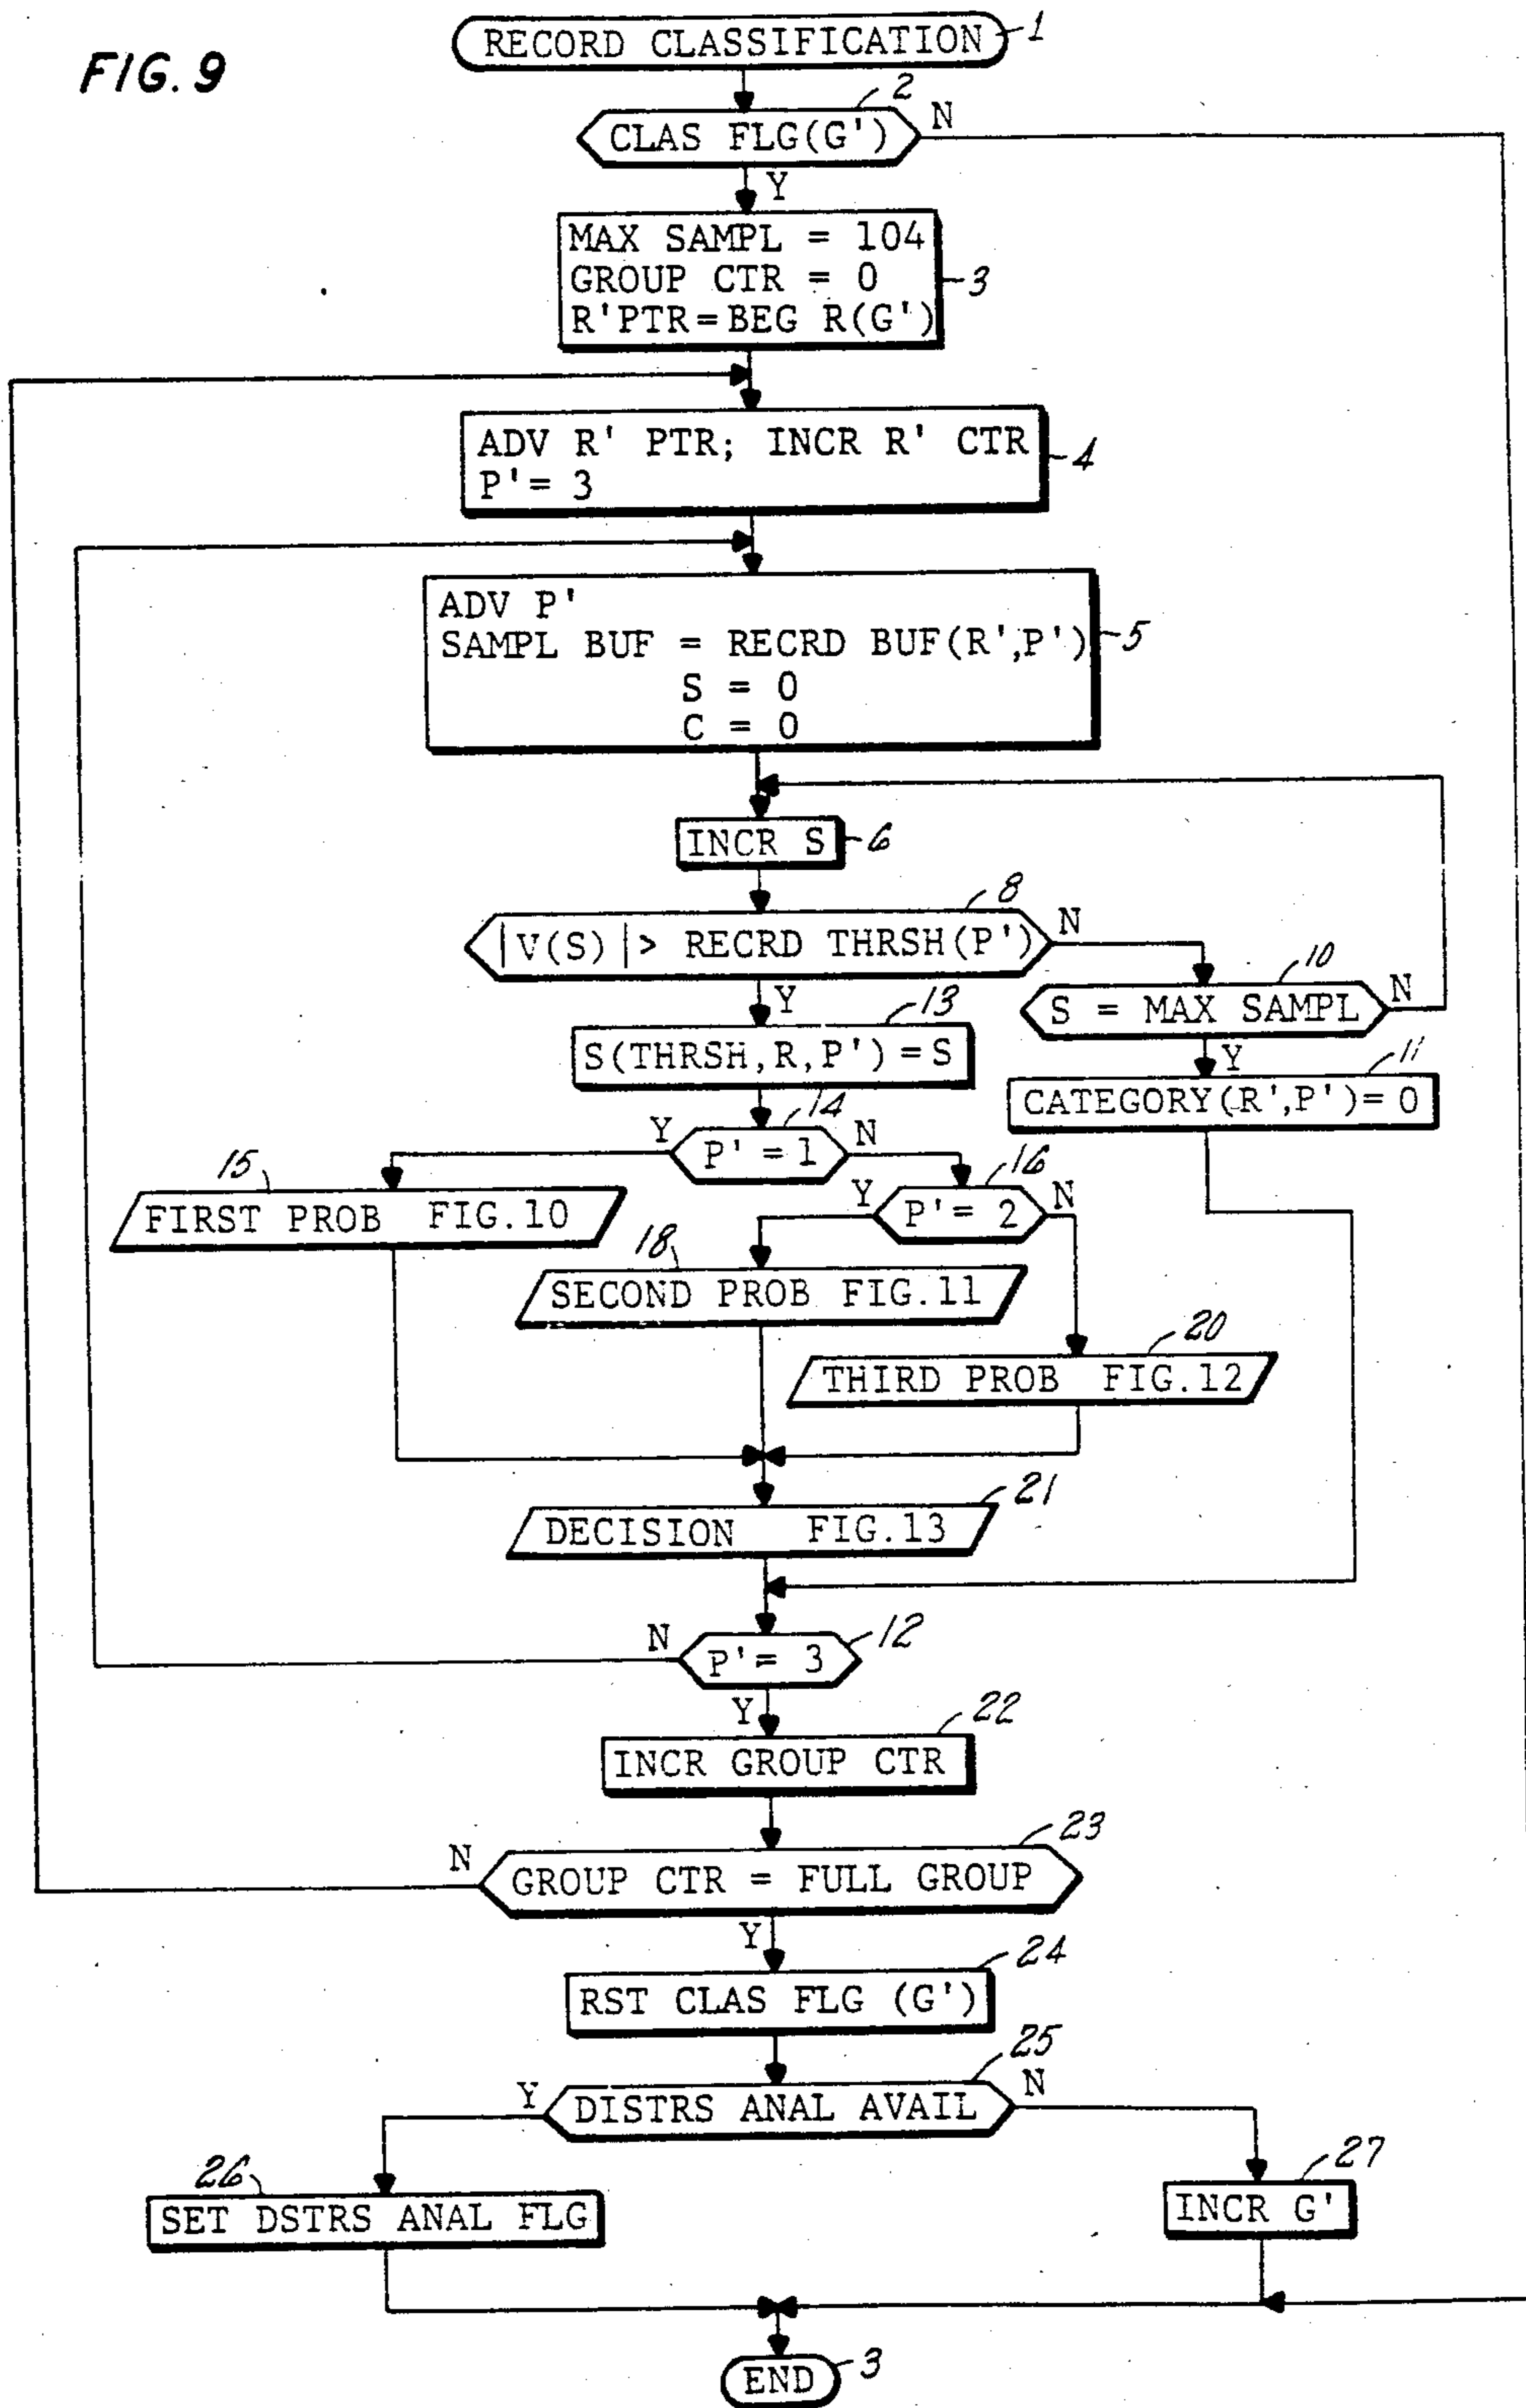 FIG. 9
RECORD CLASSIFICATION 1
2
CLAS FLG(G') N
Y
MAX SAMPL = 104
GROUP CTR = 0 3
R'PTR=BEG R(G')
ADV R' PTR; INCR R' CTR 4
P'= 3
ADV P'
SAMPL BUF = RECRD BUF(R',P') 5
S = 0
C = 0
INCR S 6
8
|V(S)|> RECRD THRSH(P') N
10
S = MAX SAMPL N
Y 13
S(THRSH,R,P')=S
Y 11
CATEGORY(R',P')= 0
14
Y P'=1 N
15
FIRST PROB FIG.10
16
Y P'= 2 N
18
SECOND PROB FIG.11
20
THIRD PROB FIG.12
21
DECISION FIG.13
N P'= 3 12
Y 22
INCR GROUP CTR
23
N GROUP CTR = FULL GROUP
Y 24
RST CLAS FLG (G')
25
Y DISTRS ANAL AVAIL N
26
SET DSTRS ANAL FLG
27
INCR G'
END 3